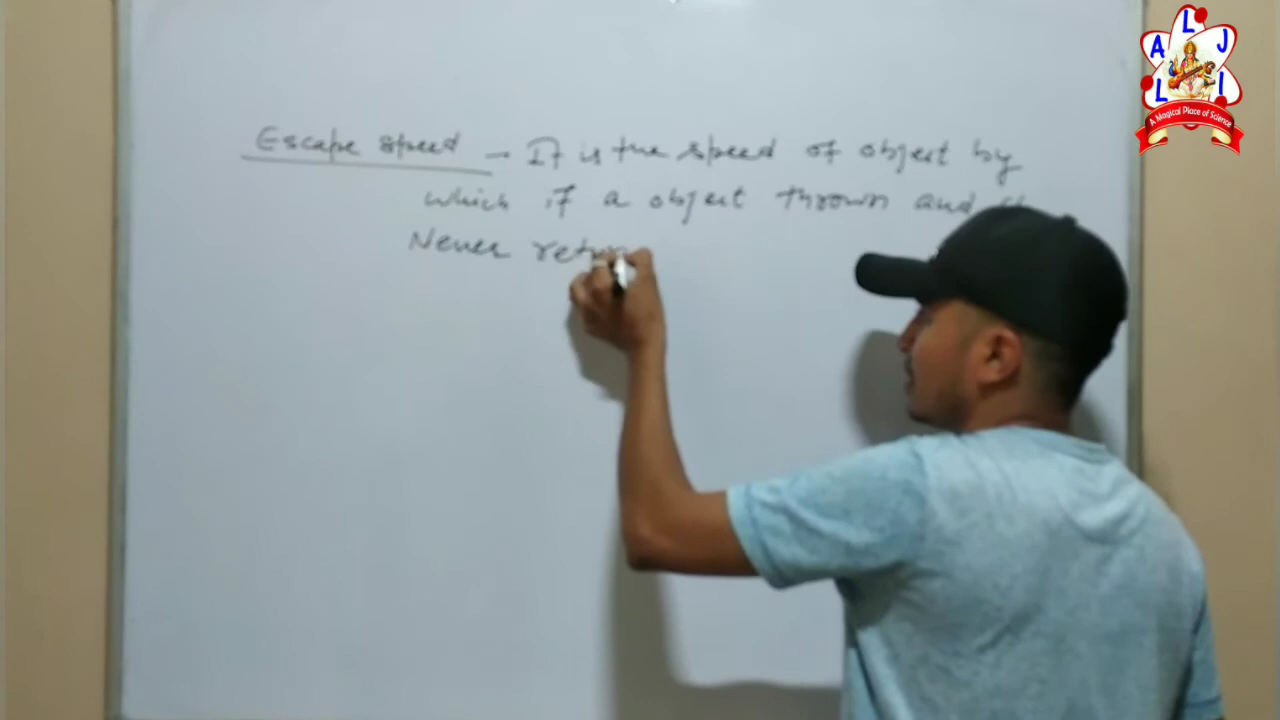 Escape speed - It is the speed of object by
which if a object thrown and
Never retur
A L J
L I
A Magical Place of Science